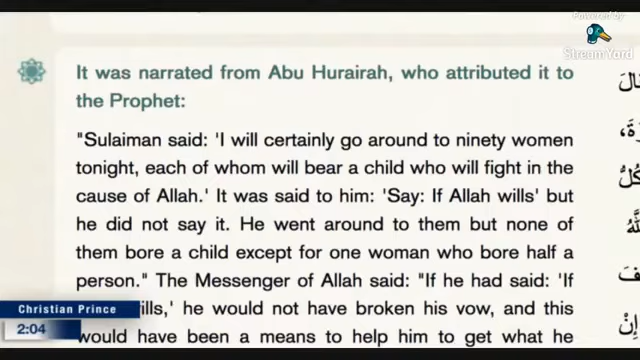 Powered by
StreamYard
It was narrated from Abu Hurairah, who attributed it to
the Prophet:
"Sulaiman said: 'I will certainly go around to ninety women
tonight, each of whom will bear a child who will fight in the
cause of Allah.' It was said to him: 'Say: If Allah wills' but
he did not say it. He went around to them but none of
them bore a child except for one woman who bore half a
person." The Messenger of Allah said: "If he had said: 'If
ills,' he would not have broken his vow, and this
would have been a means to help him to get what he
Christian Prince
2:04